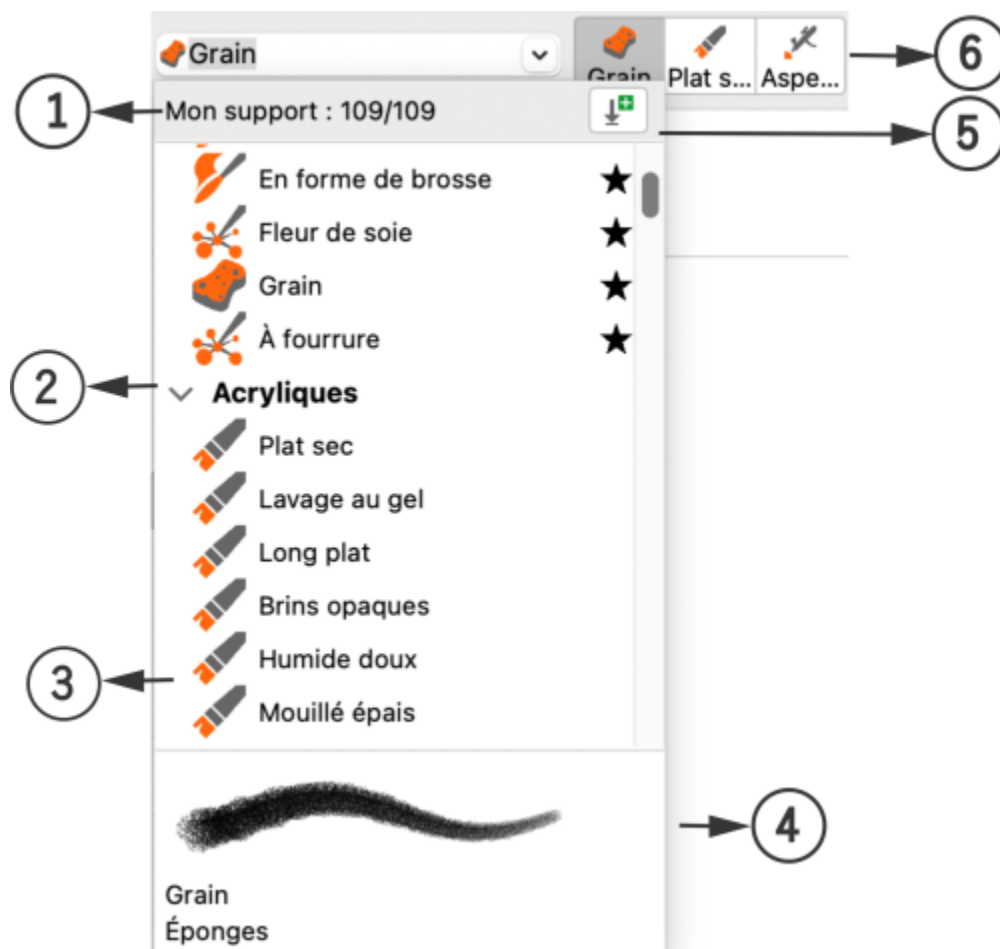 Grain
Grain
Plat s...
Aspe...
6
1
Mon support : 109/109
5
En forme de brosse
Fleur de soie
Grain
À fourrure
2
Acryliques
Plat sec
Lavage au gel
Long plat
Brins opaques
3
Humide doux
Mouillé épais
4
Grain
Éponges